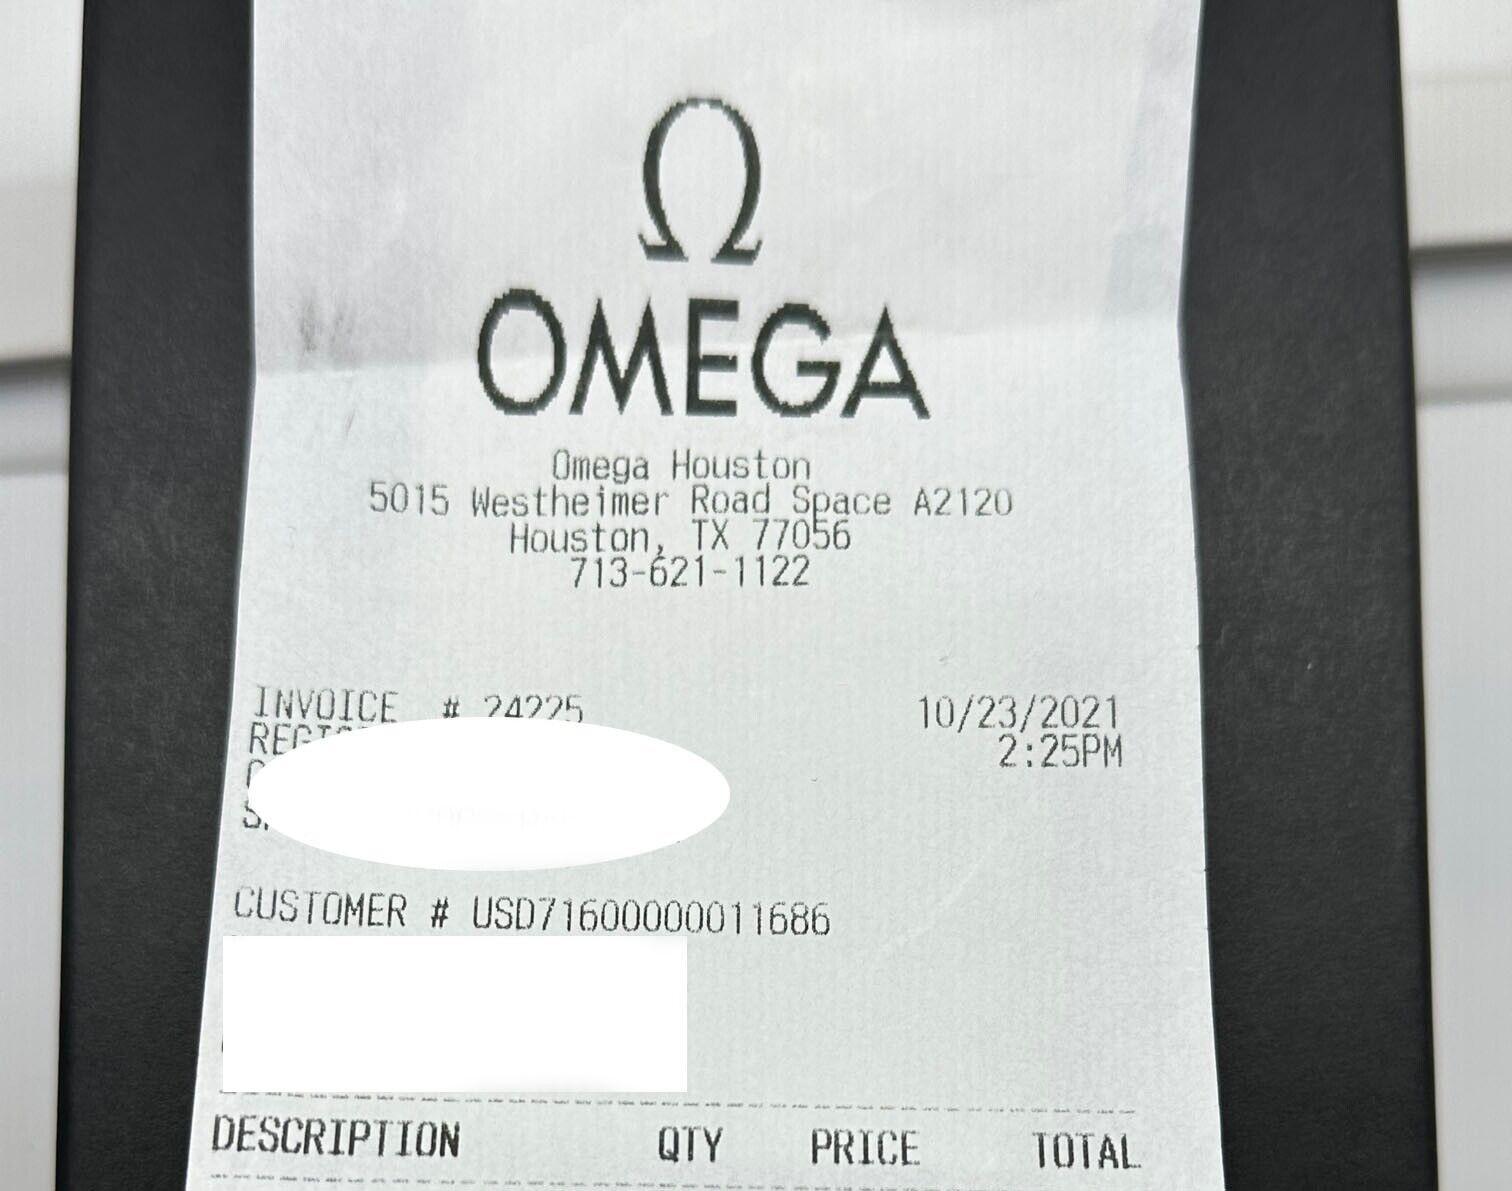 Ω
OMEGA
Omega Houston
5015 Westheimer Road Space A2120
Houston, TX 77056
713-621-1122
INVOICE # 24225 10/23/2021
2:25PM
CUSTOMER # USD71600000011686
DESCRIPTION QTY PRICE TOTAL